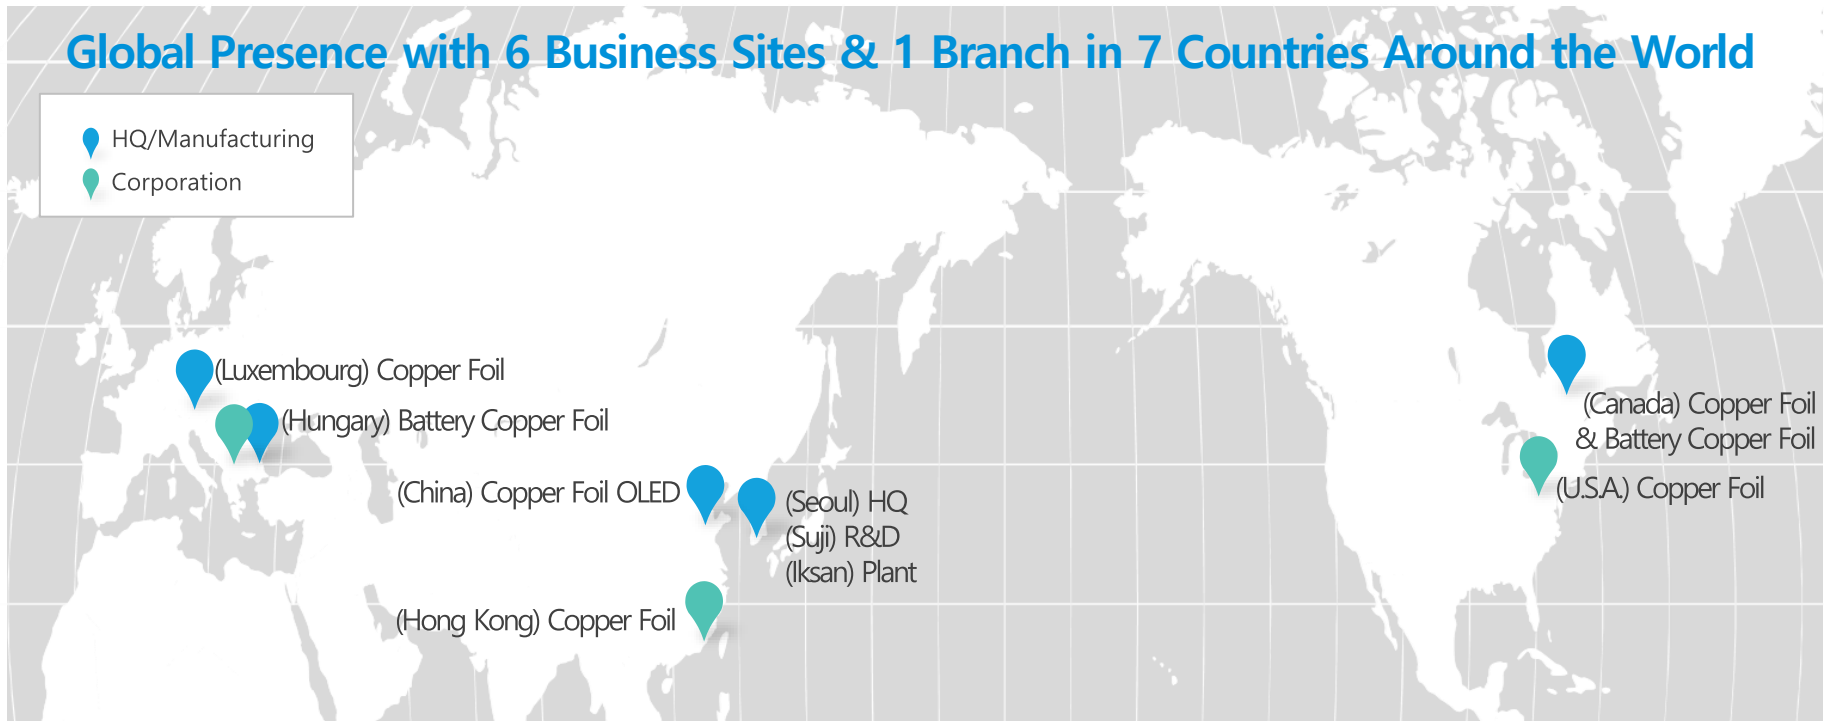 Global Presence with 6 Business Sites & 1 Branch in 7 Countries Around the World
HQ/Manufacturing
Corporation
(Luxembourg) Copper Foil
(Hungary) Battery Copper Foil
(China) Copper Foil OLED
(Seoul) HQ
(Suji) R&D
(Iksan) Plant
(Hong Kong) Copper Foil
(Canada) Copper Foil
& Battery Copper Foil
(U.S.A.) Copper Foil